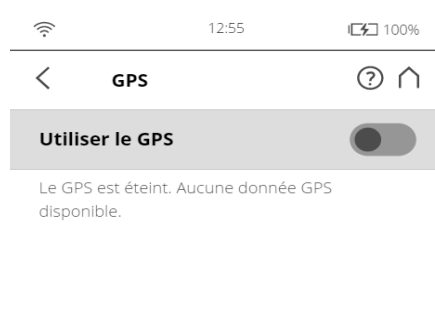 12:55
100%
GPS
?
Utiliser le GPS
Le GPS est éteint. Aucune donnée GPS
disponible.